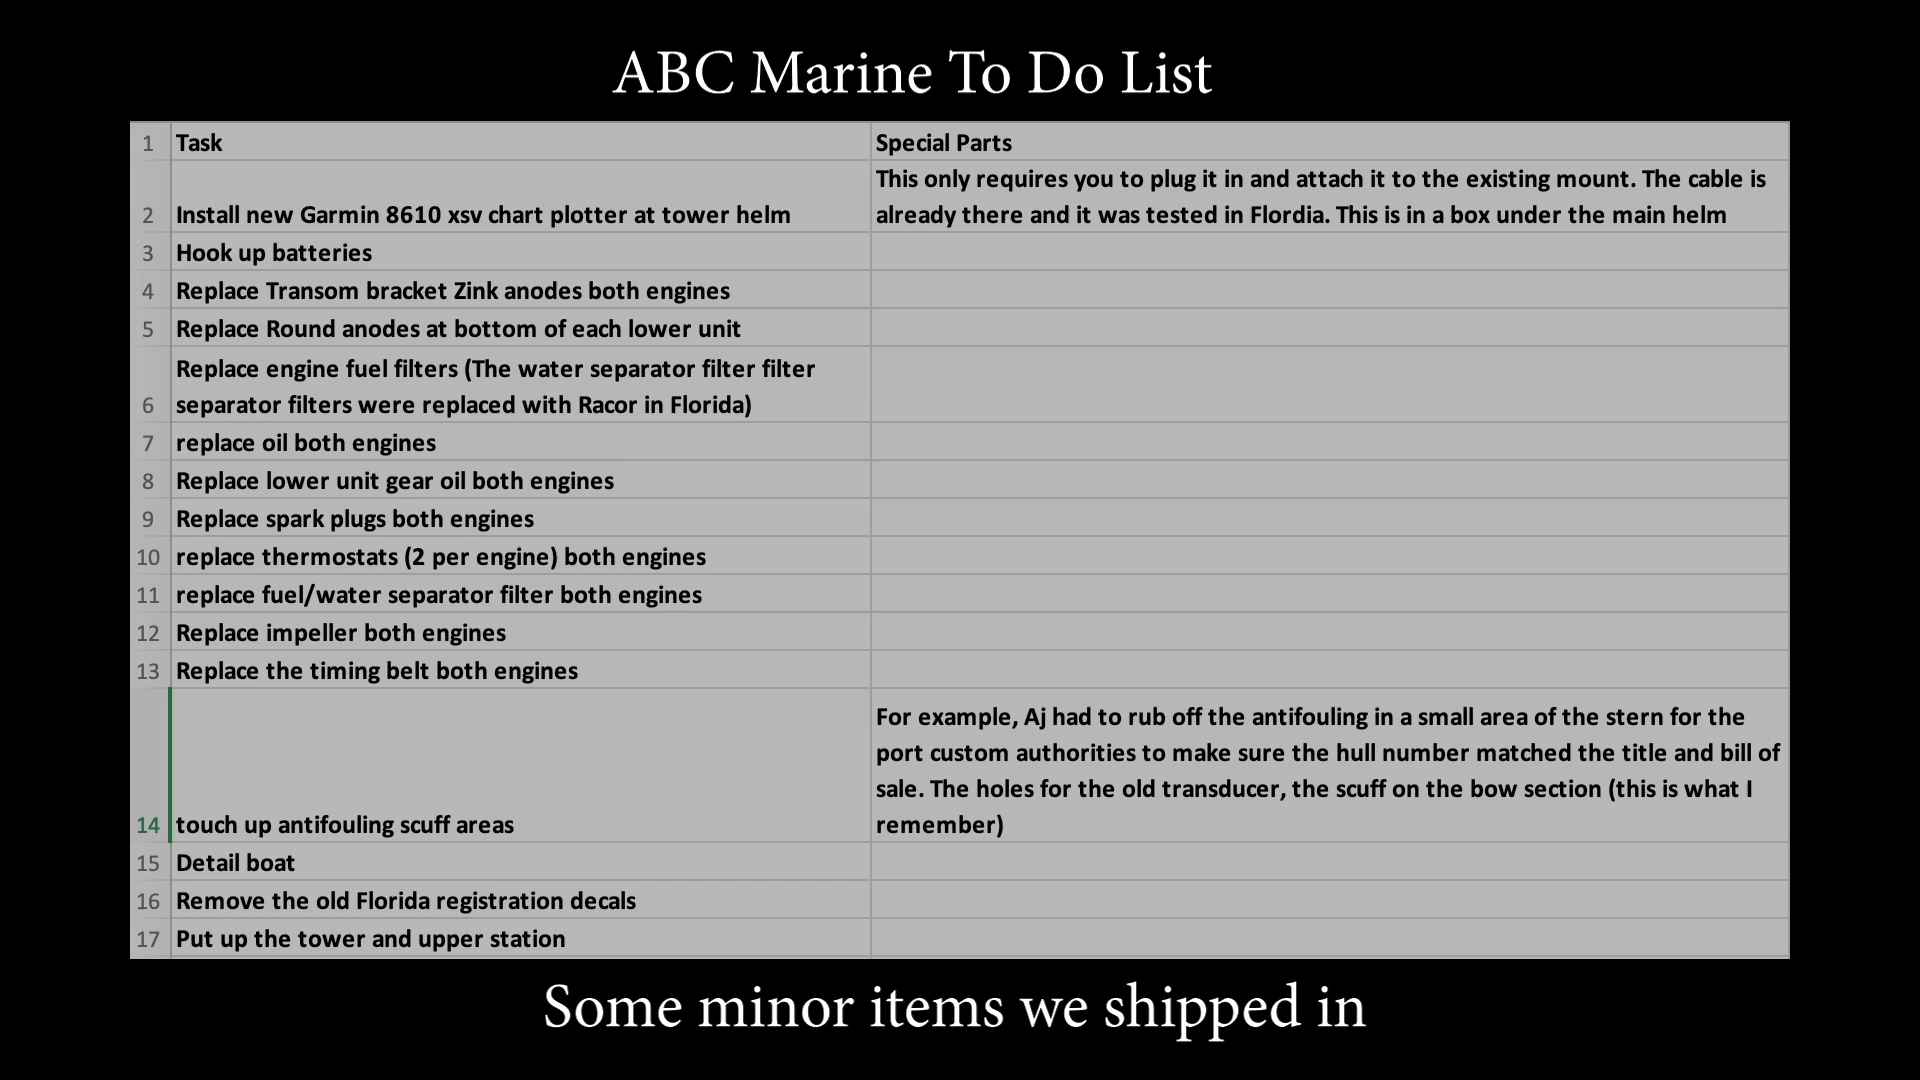 ABC Marine To Do List
1 Task Special Parts
This only requires you to plug it in and attach it to the existing mount. The cable is
2 Install new Garmin 8610 xsv chart plotter at tower helm already there and it was tested in Flordia. This is in a box under the main helm
3 Hook up batteries
4 Replace Transom bracket Zink anodes both engines
5 Replace Round anodes at bottom of each lower unit
Replace engine fuel filters (The water separator filter filter
6 separator filters were replaced with Racor in Florida)
7 replace oil both engines
8 Replace lower unit gear oil both engines
9 Replace spark plugs both engines
10 replace thermostats (2 per engine) both engines
11 replace fuel/water separator filter both engines
12 Replace impeller both engines
13 Replace the timing belt both engines
For example, Aj had to rub off the antifouling in a small area of the stern for the
port custom authorities to make sure the hull number matched the title and bill of
sale. The holes for the old transducer, the scuff on the bow section (this is what I
14 touch up antifouling scuff areas remember)
15 Detail boat
16 Remove the old Florida registration decals
17 Put up the tower and upper station
Some minor items we shipped in